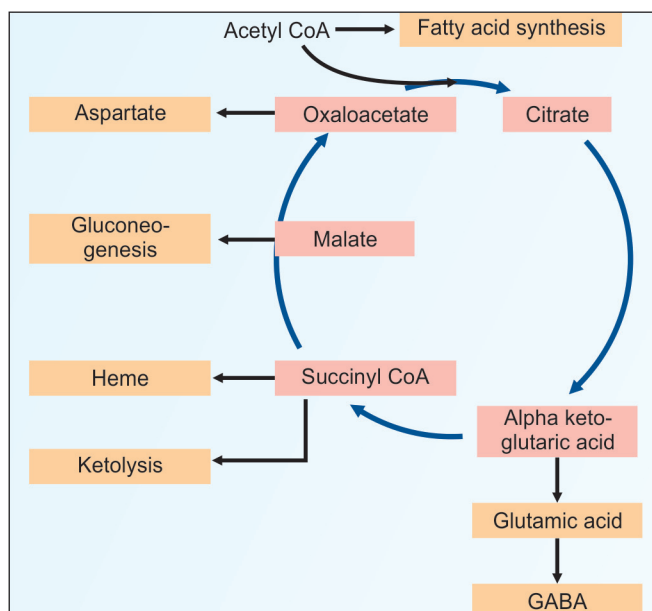 Acetyl CoA
Fatty acid synthesis
Aspartate
Oxaloacetate
Citrate
Gluconeo-
genesis
Malate
Heme
Succinyl CoA
Alpha keto-
glutaric acid
Ketolysis
Glutamic acid
GABA